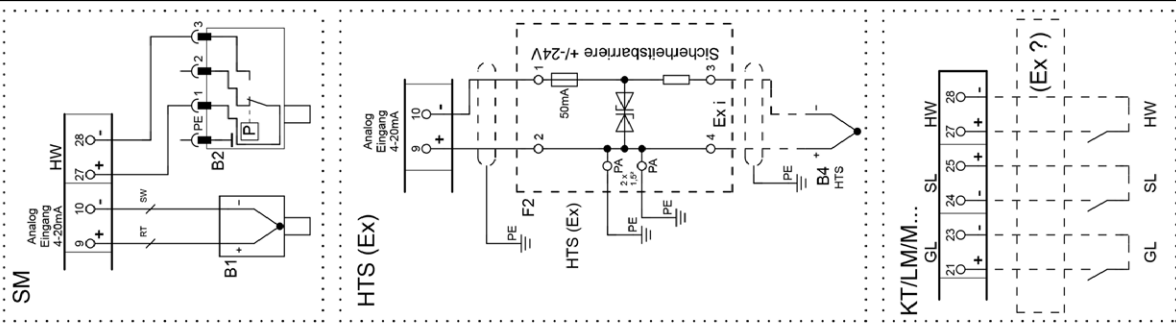 SM
Analog
Eingang
4-20mA
HW
9
10
27
28
+
-
+
-
RT
SW
+
-
B1
PE
1
2
3
P
B2
HTS (Ex)
Analog
Eingang
4-20mA
9
10
+
-
PE
F2
HTS (Ex)
Sicherheitsbarriere +/-24V
2
1
50mA
PA
2 x
1,5²
PA
PE
PE
4
3
Ex i
PE
+
-
B4
HTS
KT/LM/M...
GL
SL
HW
21
23
24
25
27
28
+
-
-
+
+
-
(Ex ?)
GL
SL
HW